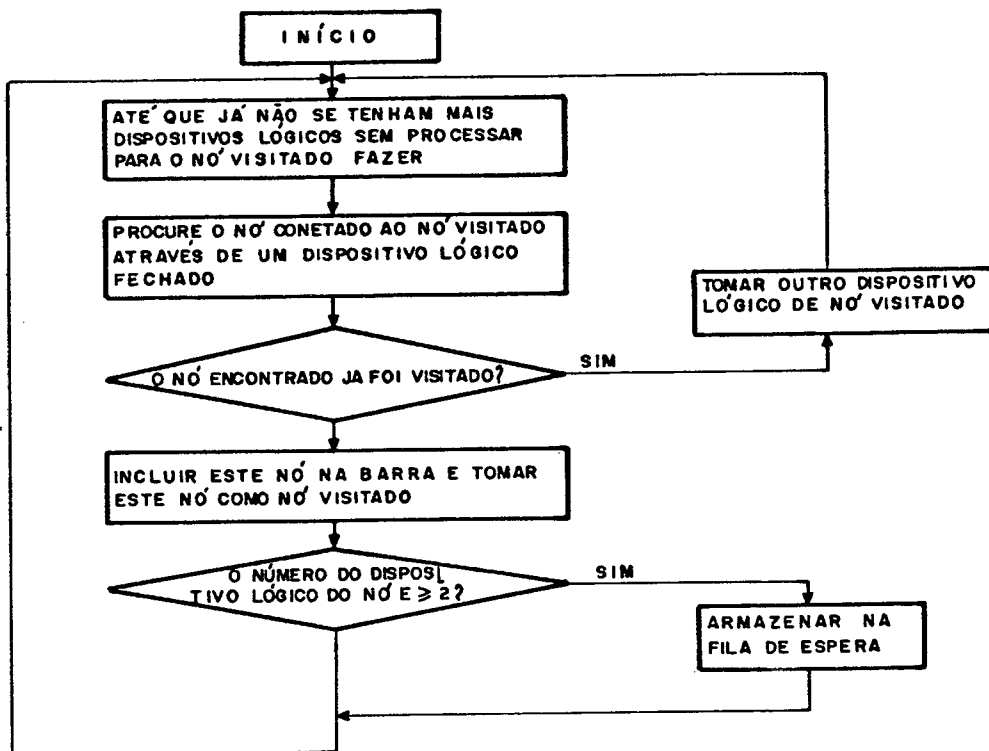 INÍCIO
ATÉ QUE JÁ NÃO SE TENHAM MAIS
DISPOSITIVOS LÓGICOS SEM PROCESSAR
PARA O NÓ VISITADO FAZER
PROCURE O NÓ CONETADO AO NÓ VISITADO
ATRAVÉS DE UM DISPOSITIVO LÓGICO
FECHADO
TOMAR OUTRO DISPOSITIVO
LÓGICO DE NÓ VISITADO
O NÓ ENCONTRADO JA FOI VISITADO?
SIM
INCLUIR ESTE NÓ NA BARRA E TOMAR
ESTE NÓ COMO NÓ VISITADO
O NÚMERO DO DISPOSI
TIVO LÓGICO DO NÓ E ≥ 2?
SIM
ARMAZENAR NA
FILA DE ESPERA